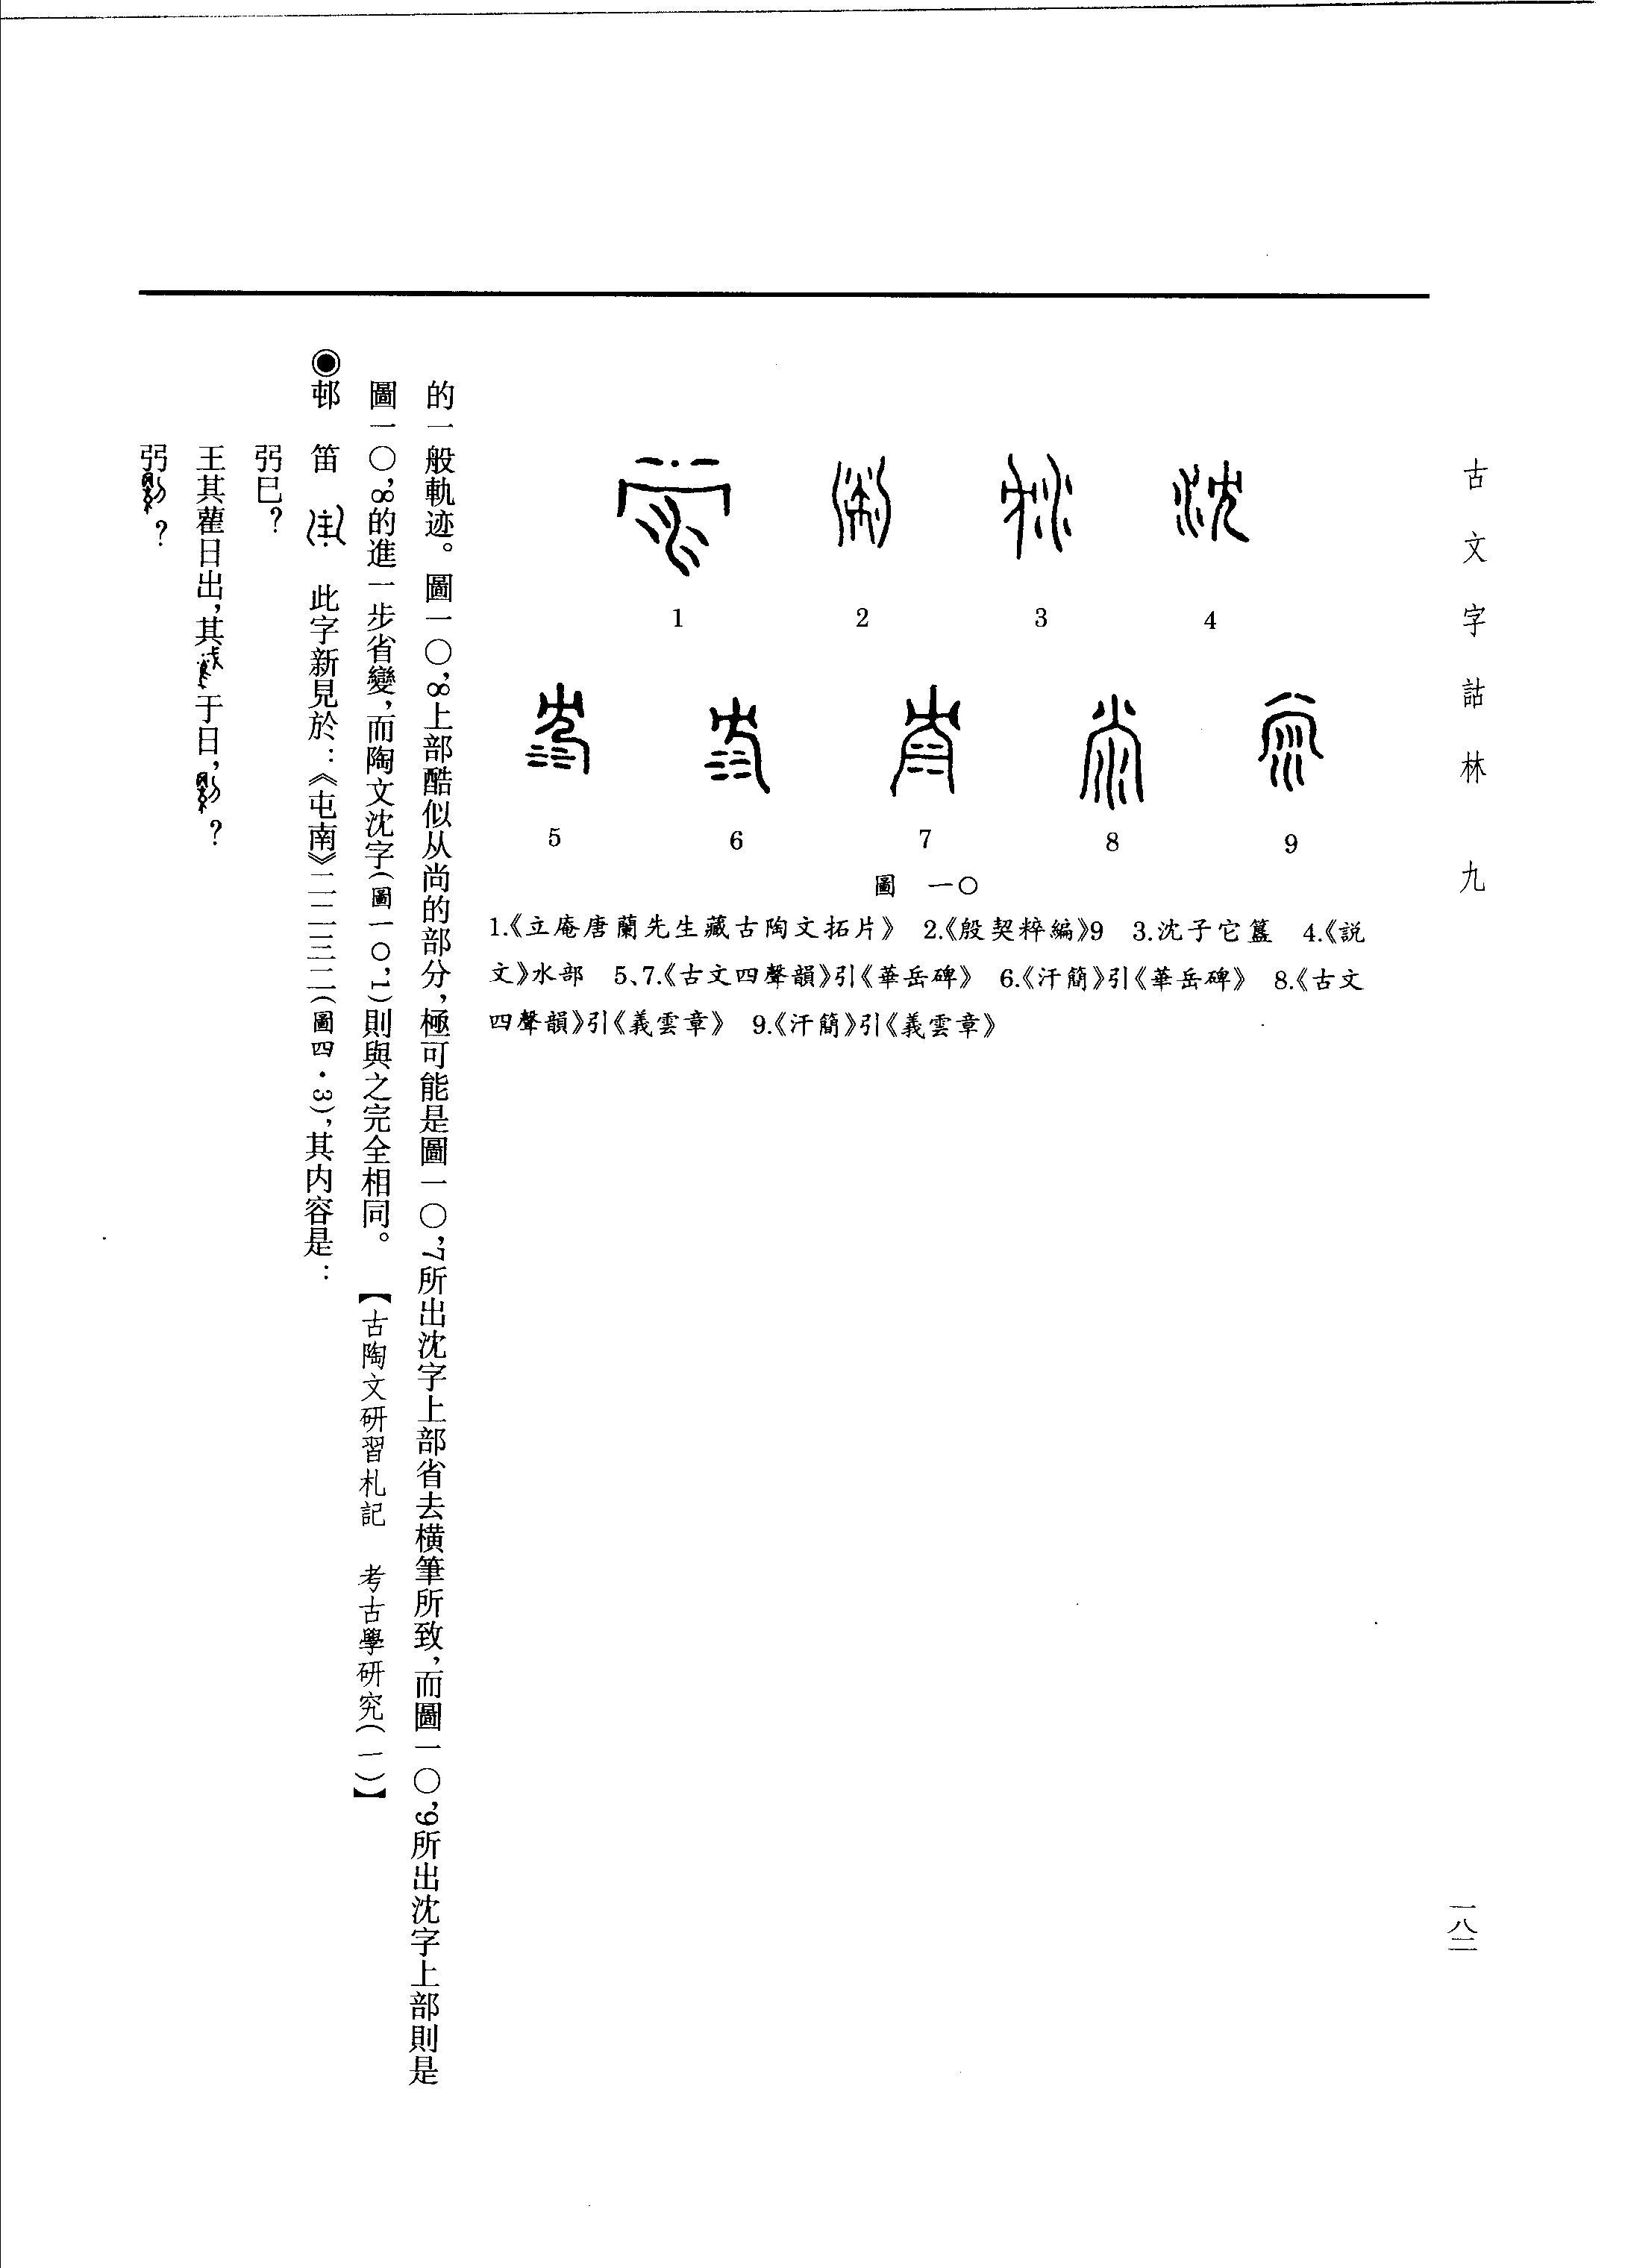 古文字詁林 九
一八二
1 2 3 4
5 6 7 8 9
圖 一〇
1.《立庵唐蘭先生藏古陶文拓片》 2.《殷契粹編》9 3.沈子它簋 4.《説
文》水部 5、7.《古文四聲韻》引《華岳碑》 6.《汗簡》引《華岳碑》 8.《古文
四聲韻》引《義雲章》 9.《汗簡》引《義雲章》
的一般軌迹。圖一〇,8上部酷似从尚的部分,極可能是圖一〇,7所出沈字上部省去横筆所致,而圖一〇,9所出沈字上部則是
圖一〇,8的進一步省變,而陶文沈字(圖一〇,1)則與之完全相同。 【古陶文研習札記 考古學研究(一)】
◉邨 笛 此字新見於:《屯南》二二三二(圖四·3),其内容是:
弜巳?
王其雚日出,其于日,?
弜?